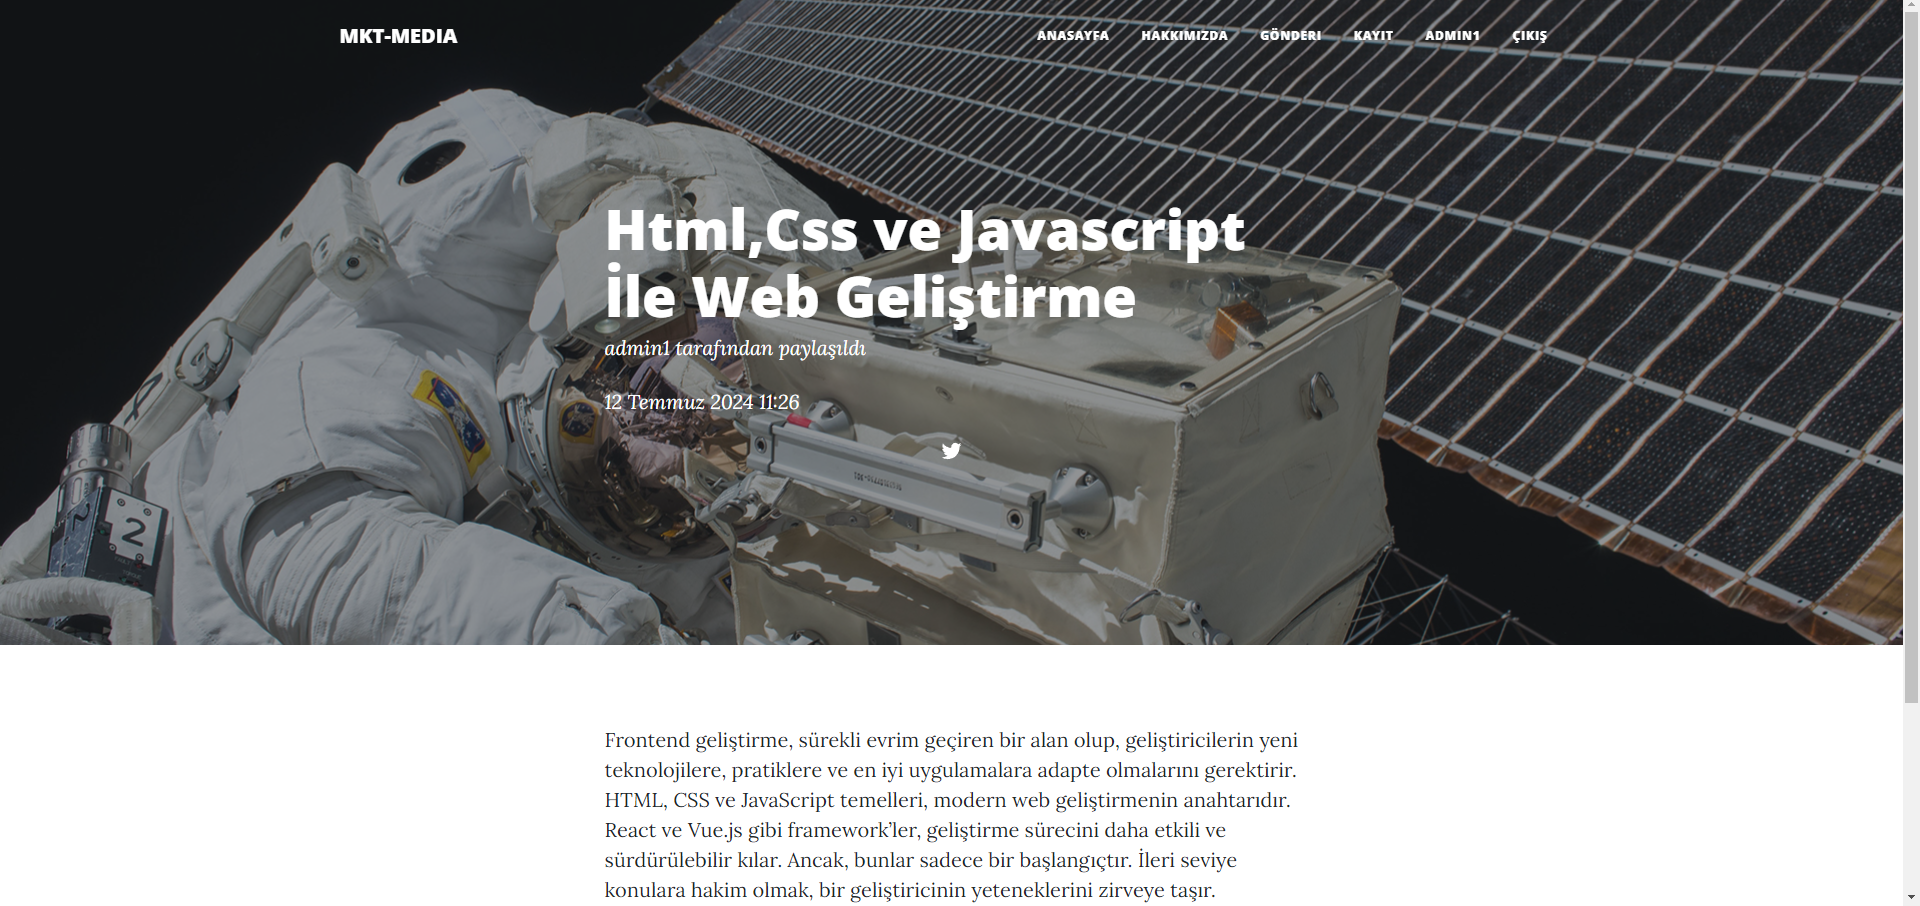 MKT-MEDIA
ANASAYFA HAKKIMIZDA GÖNDERI KAYIT ADMIN1 ÇIKIŞ
Html,Css ve Javascript
İle Web Geliştirme
admin1 tarafından paylaşıldı
12 Temmuz 2024 11:26
2
Frontend geliştirme, sürekli evrim geçiren bir alan olup, geliştiricilerin yeni
teknolojilere, pratiklere ve en iyi uygulamalara adapte olmalarını gerektirir.
HTML, CSS ve JavaScript temelleri, modern web geliştirmenin anahtarıdır.
React ve Vue.js gibi framework’ler, geliştirme sürecini daha etkili ve
sürdürülebilir kılar. Ancak, bunlar sadece bir başlangıçtır. İleri seviye
konulara hakim olmak, bir geliştiricinin yeteneklerini zirveye taşır.